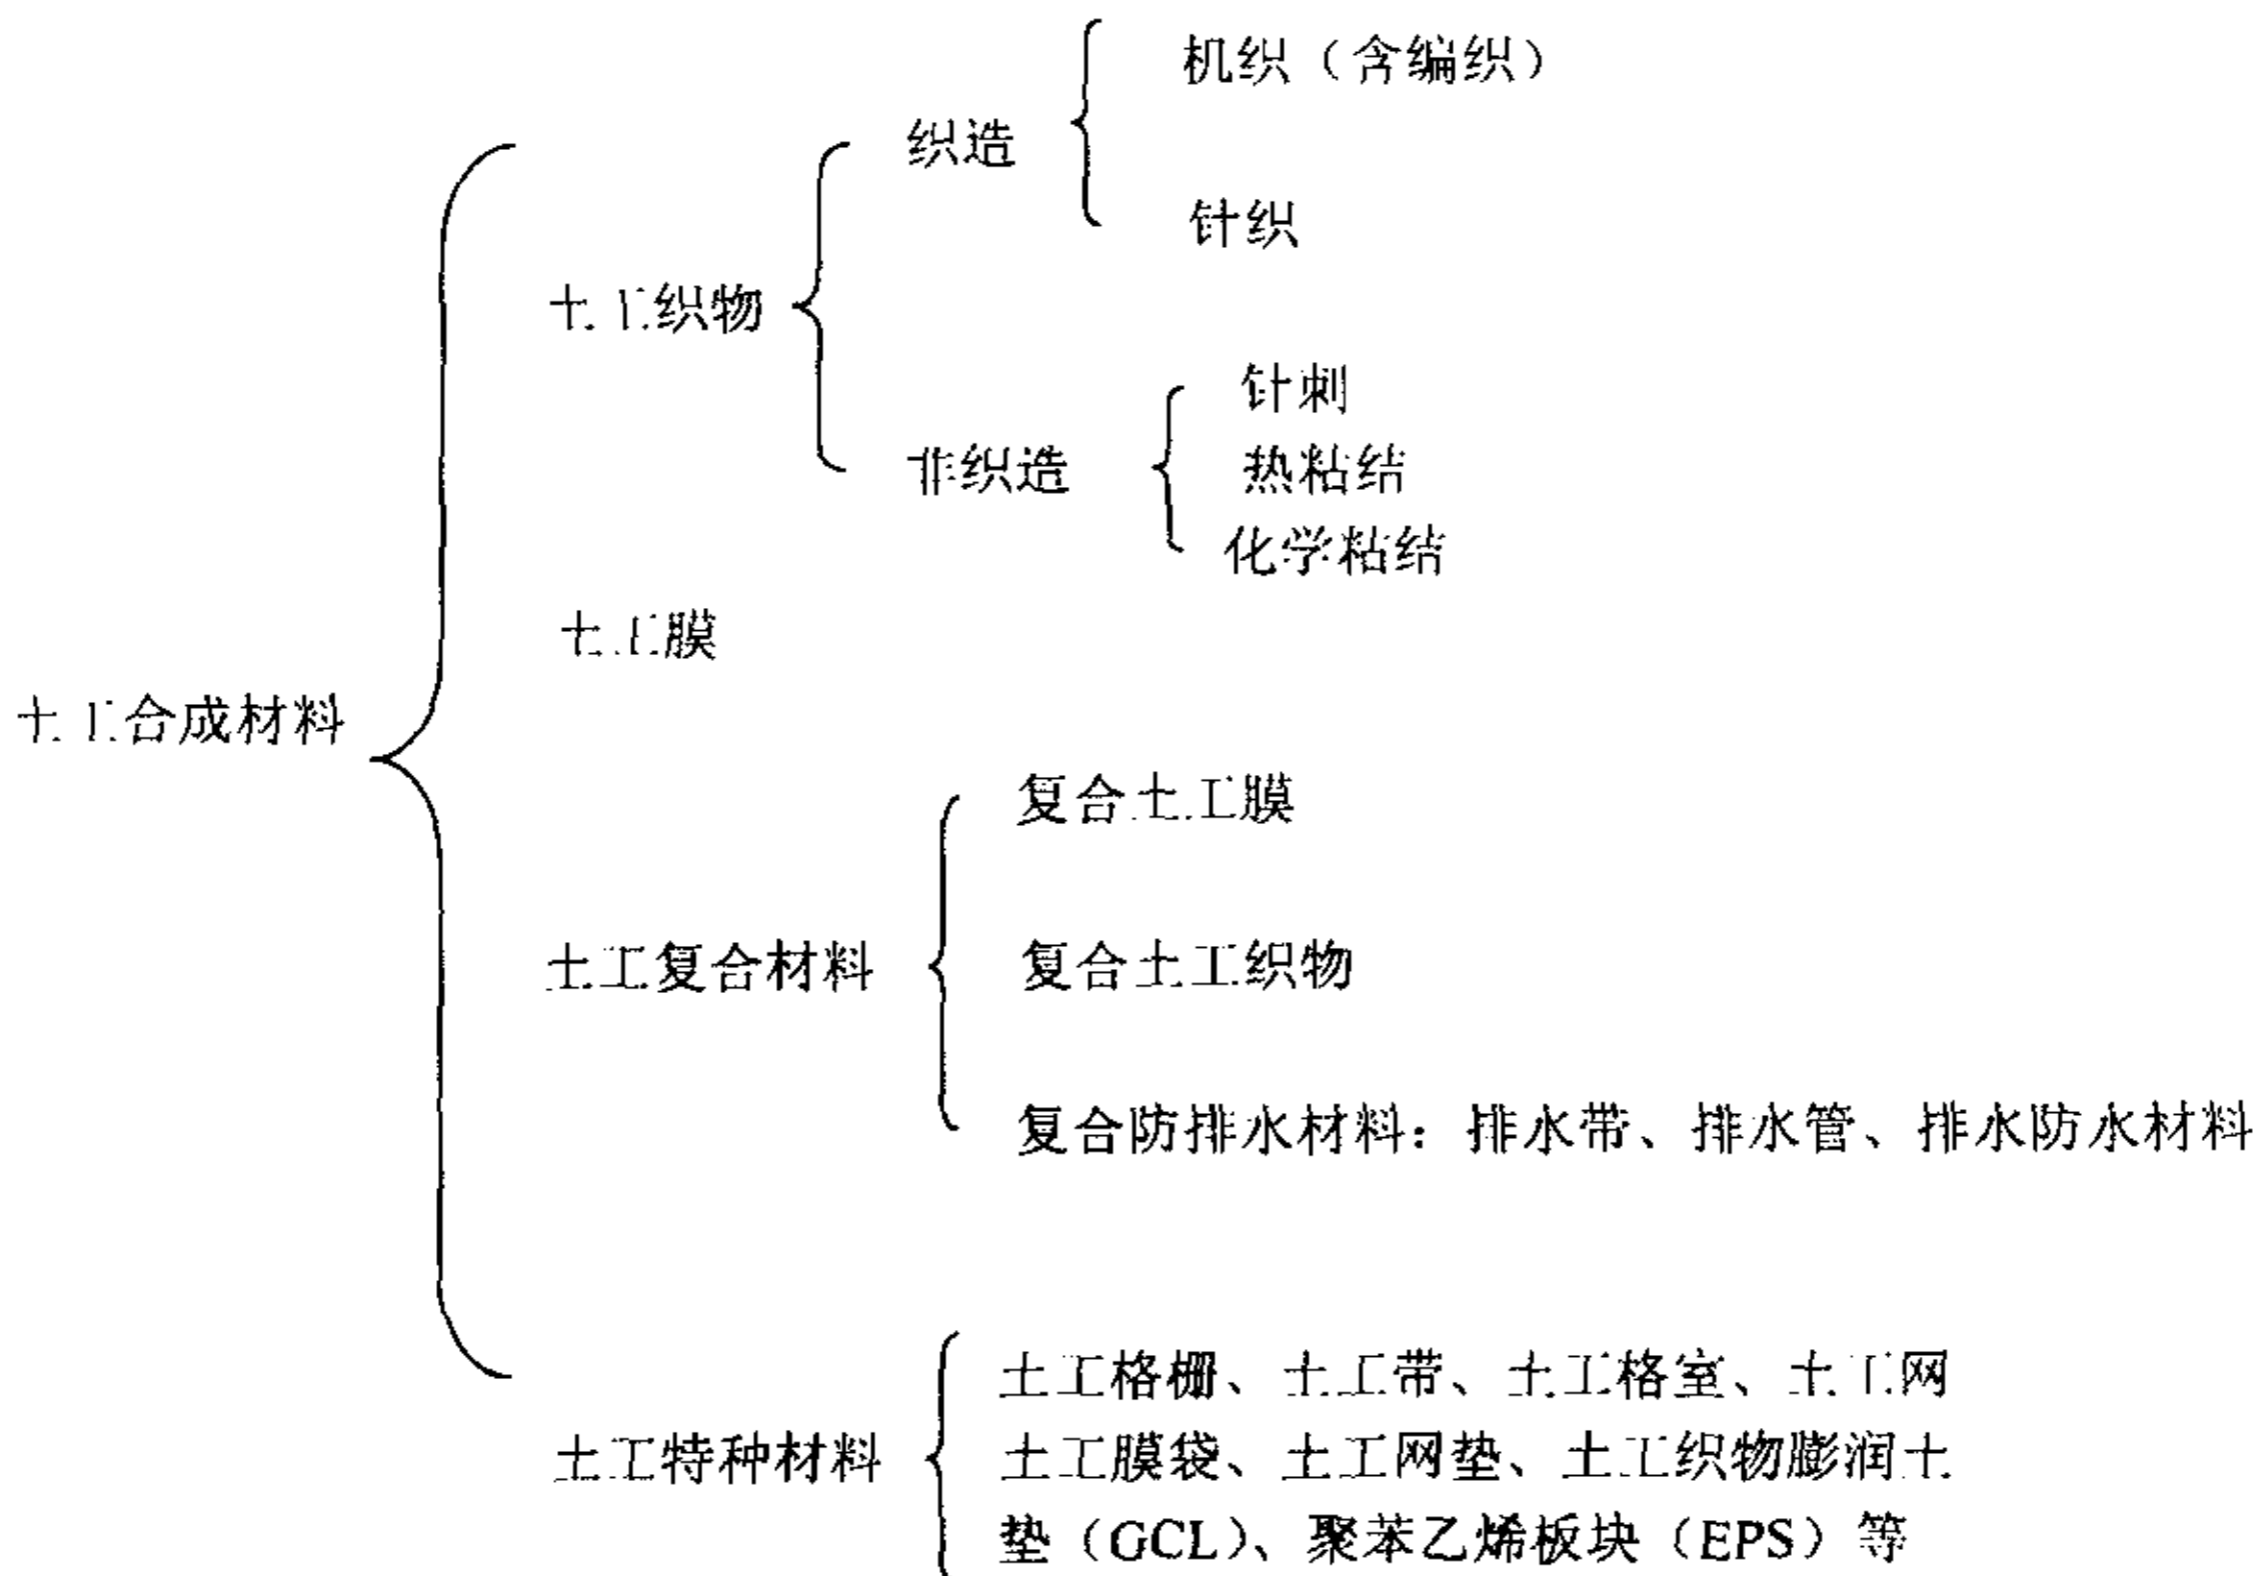 机织（含编织）
织造
针织
土工织物
针刺
非织造
热粘结
化学粘结
土工膜
土工合成材料
复合土工膜
土工复合材料
复合土工织物
复合防排水材料：排水带、排水管、排水防水材料
土工格栅、土工带、土工格室、土工网
土工特种材料
土工膜袋、土工网垫、土工织物膨润土
垫（GCL）、聚苯乙烯板块（EPS）等